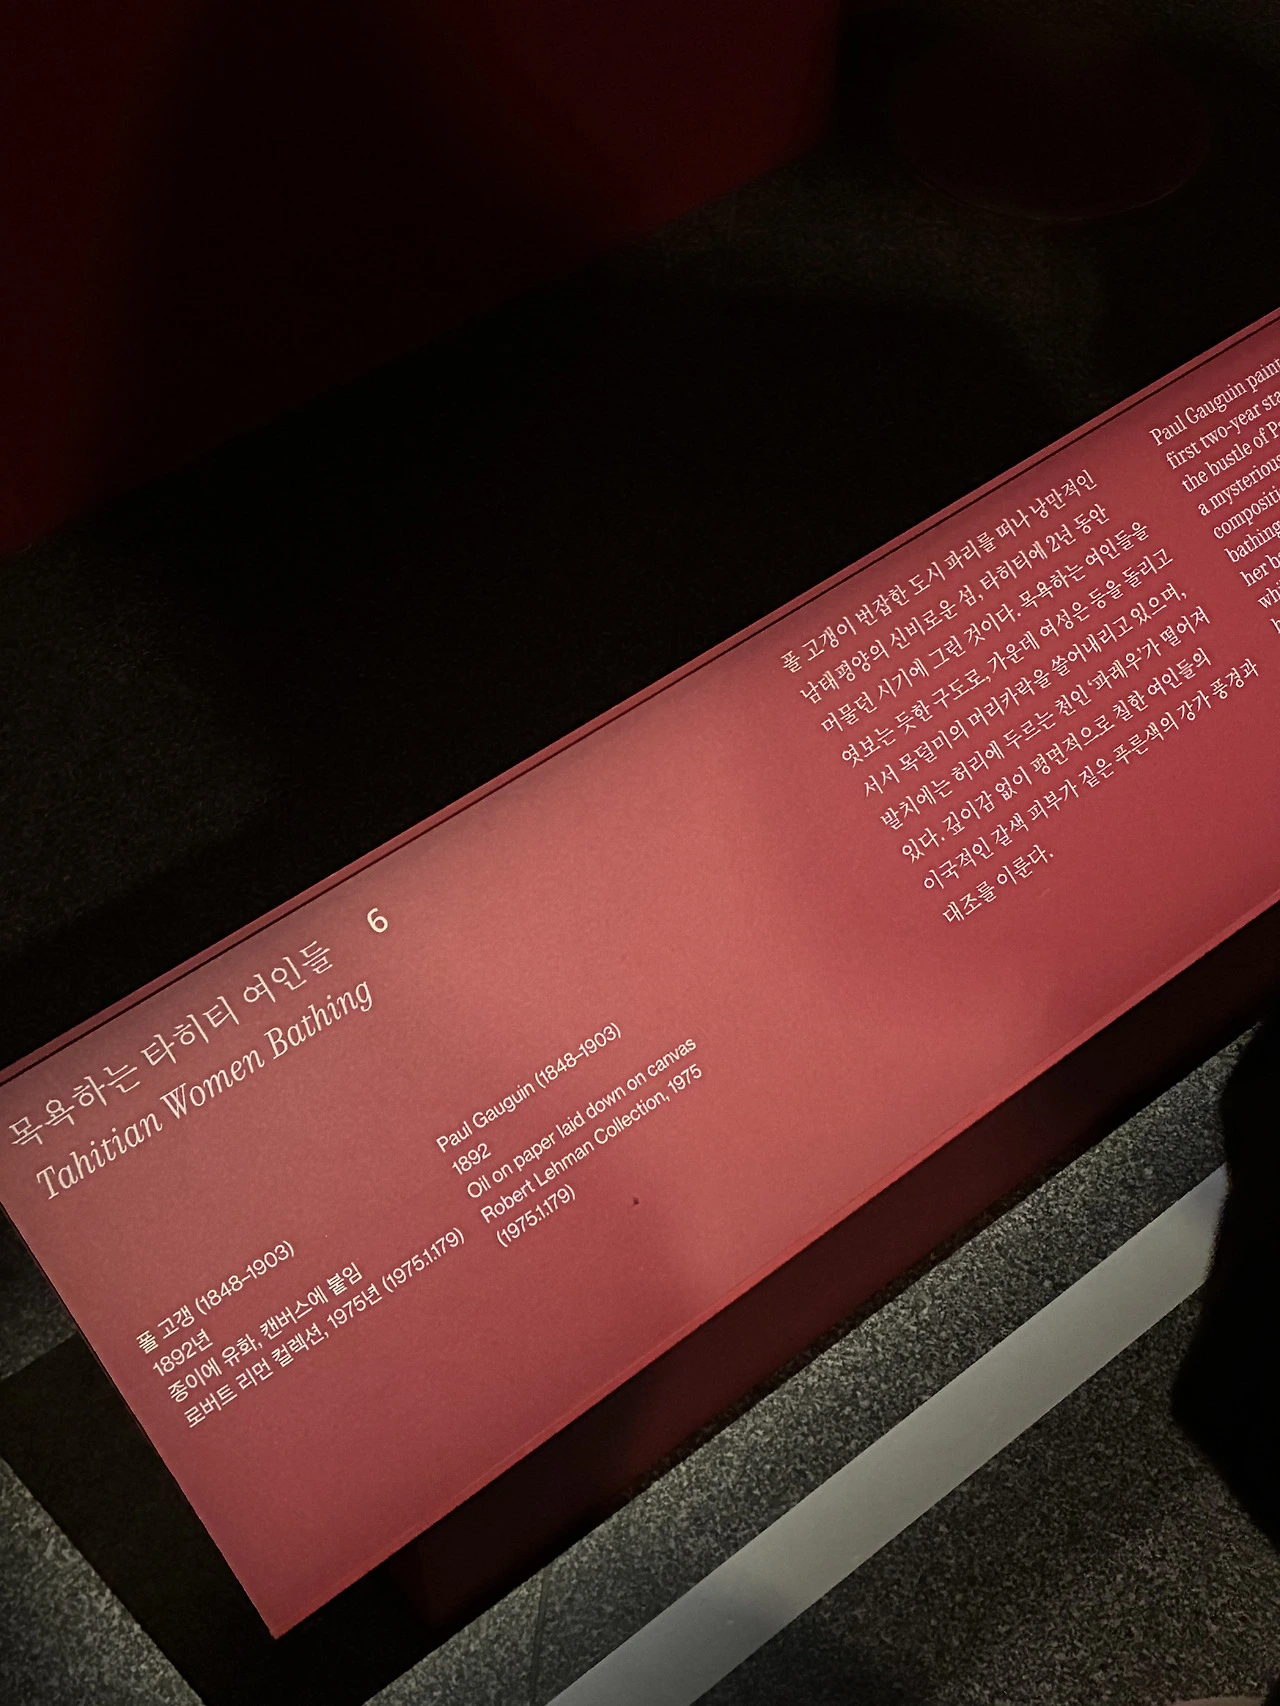 목욕하는 타히티 여인들 6
Tahitian Women Bathing
폴 고갱 (1848–1903)
1892년
종이에 유화, 캔버스에 붙임
로버트 리먼 컬렉션, 1975년 (1975.1.179)
Paul Gauguin (1848–1903)
1892
Oil on paper laid down on canvas
Robert Lehman Collection, 1975
(1975.1.179)
폴 고갱이 번잡한 도시 파리를 떠나 낭만적인
남태평양의 신비로운 섬, 타히티에 2년 동안
머물던 시기에 그린 것이다. 목욕하는 여인들을
엿보는 듯한 구도로, 가운데 여성은 등을 돌리고
서서 목덜미의 머리카락을 쓸어내리고 있으며,
발치에는 허리에 두르는 천인 ‘파레우’가 떨어져
있다. 깊이감 없이 평면적으로 칠한 여인들의
이국적인 갈색 피부가 짙은 푸른색의 강가 풍경과
대조를 이룬다.
Paul Gauguin
first two-year
the bustle of
a mysterious
bathing
her